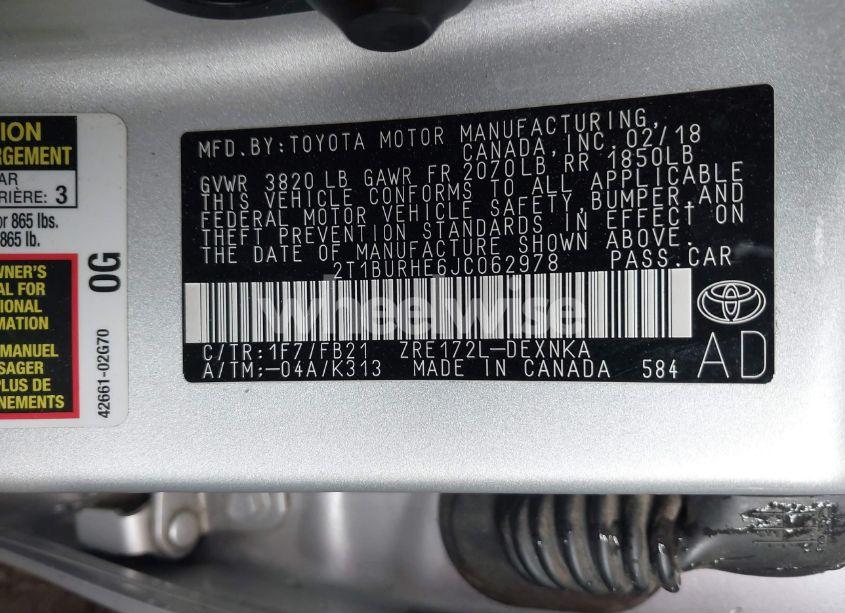 ION
RGEMENT
AR
RIÈRE: 3
or 865 lbs.
865 lb.
WNER'S
AL FOR
IONAL
MATION
MANUEL
SAGER
PLUS DE
NEMENTS
0G
42661-02G70
MFD.BY:TOYOTA MOTOR MANUFACTURING,
CANADA,INC. 02/18
GVWR 3820 LB GAWR FR 2070LB RR 1850LB
THIS VEHICLE CONFORMS TO ALL APPLICABLE
FEDERAL MOTOR VEHICLE SAFETY,BUMPER,AND
THEFT PREVENTION STANDARDS IN EFFECT ON
THE DATE OF MANUFACTURE SHOWN ABOVE.
2T1BURHE6JC062978 PASS.CAR
wheelwise
C/TR:1F7/FB21 ZRE172L-DEXNKA
A/TM:-04A/K313 MADE IN CANADA 584
AD